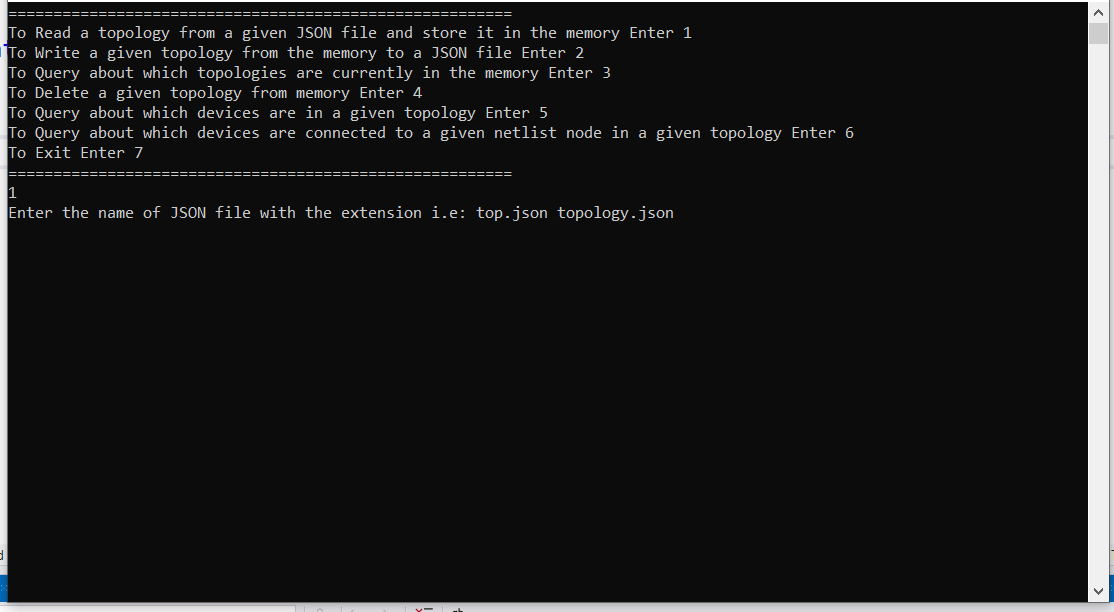 ========================================================
To Read a topology from a given JSON file and store it in the memory Enter 1
To Write a given topology from the memory to a JSON file Enter 2
To Query about which topologies are currently in the memory Enter 3
To Delete a given topology from memory Enter 4
To Query about which devices are in a given topology Enter 5
To Query about which devices are connected to a given netlist node in a given topology Enter 6
To Exit Enter 7
========================================================
1
Enter the name of JSON file with the extension i.e: top.json topology.json